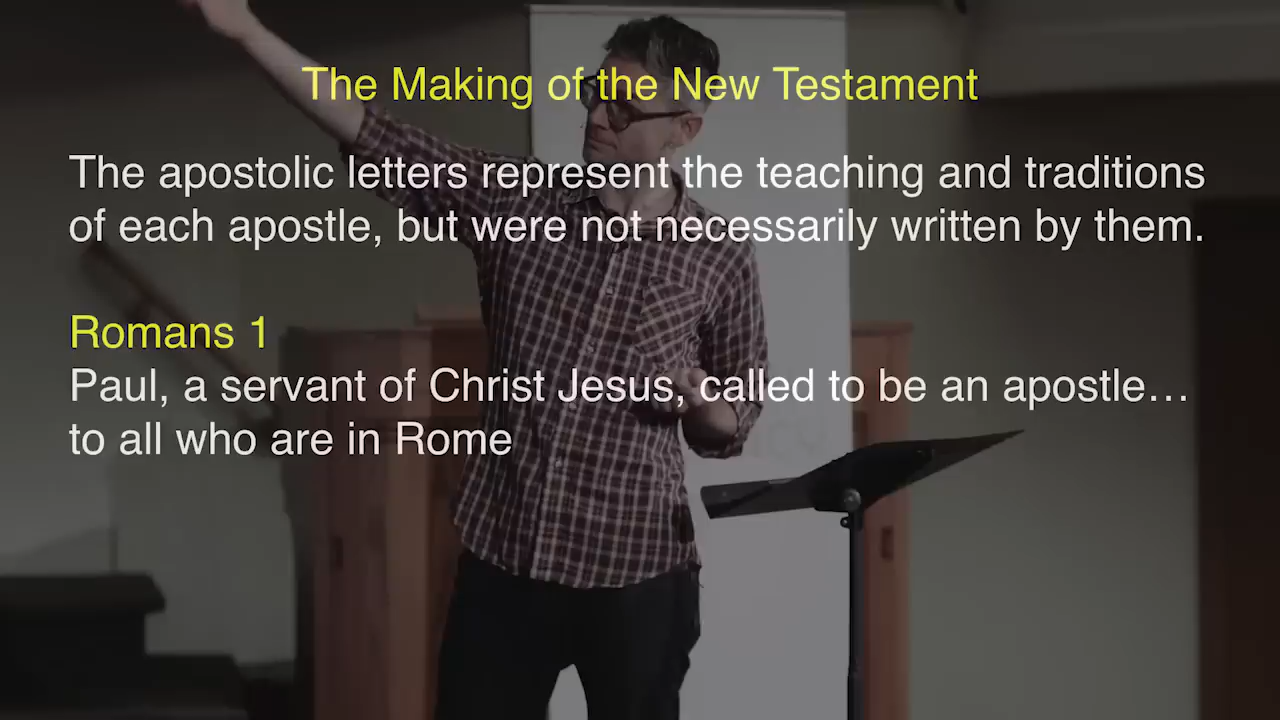 The Making of the New Testament
The apostolic letters represent the teaching and traditions
of each apostle, but were not necessarily written by them.
Romans 1
Paul, a servant of Christ Jesus, called to be an apostle…
to all who are in Rome